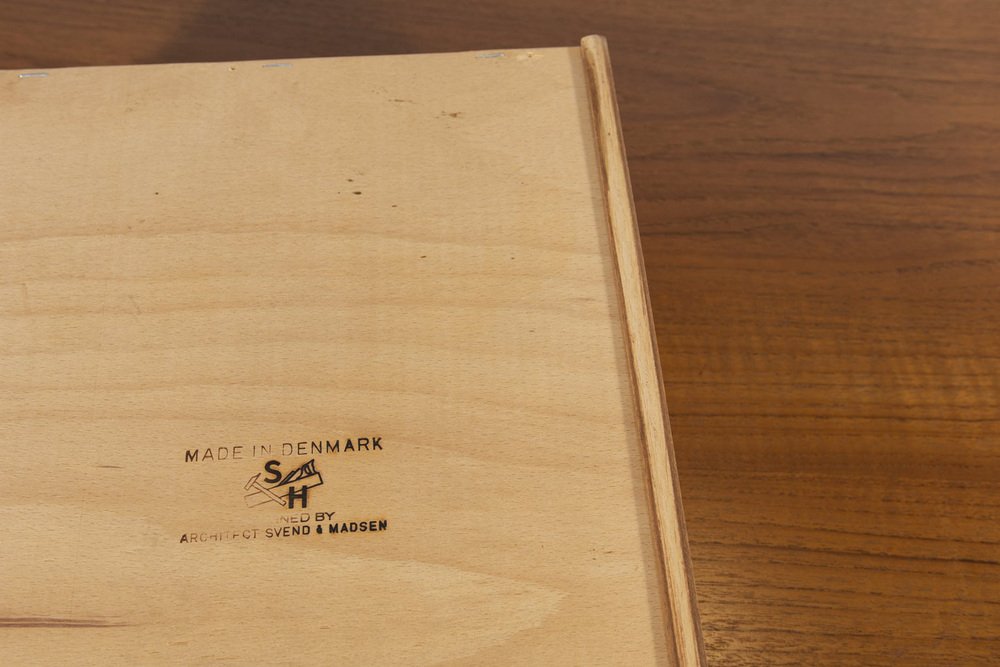 MADE IN DENMARK
S
H
NED BY
ARCHITECT SVEND & MADSEN